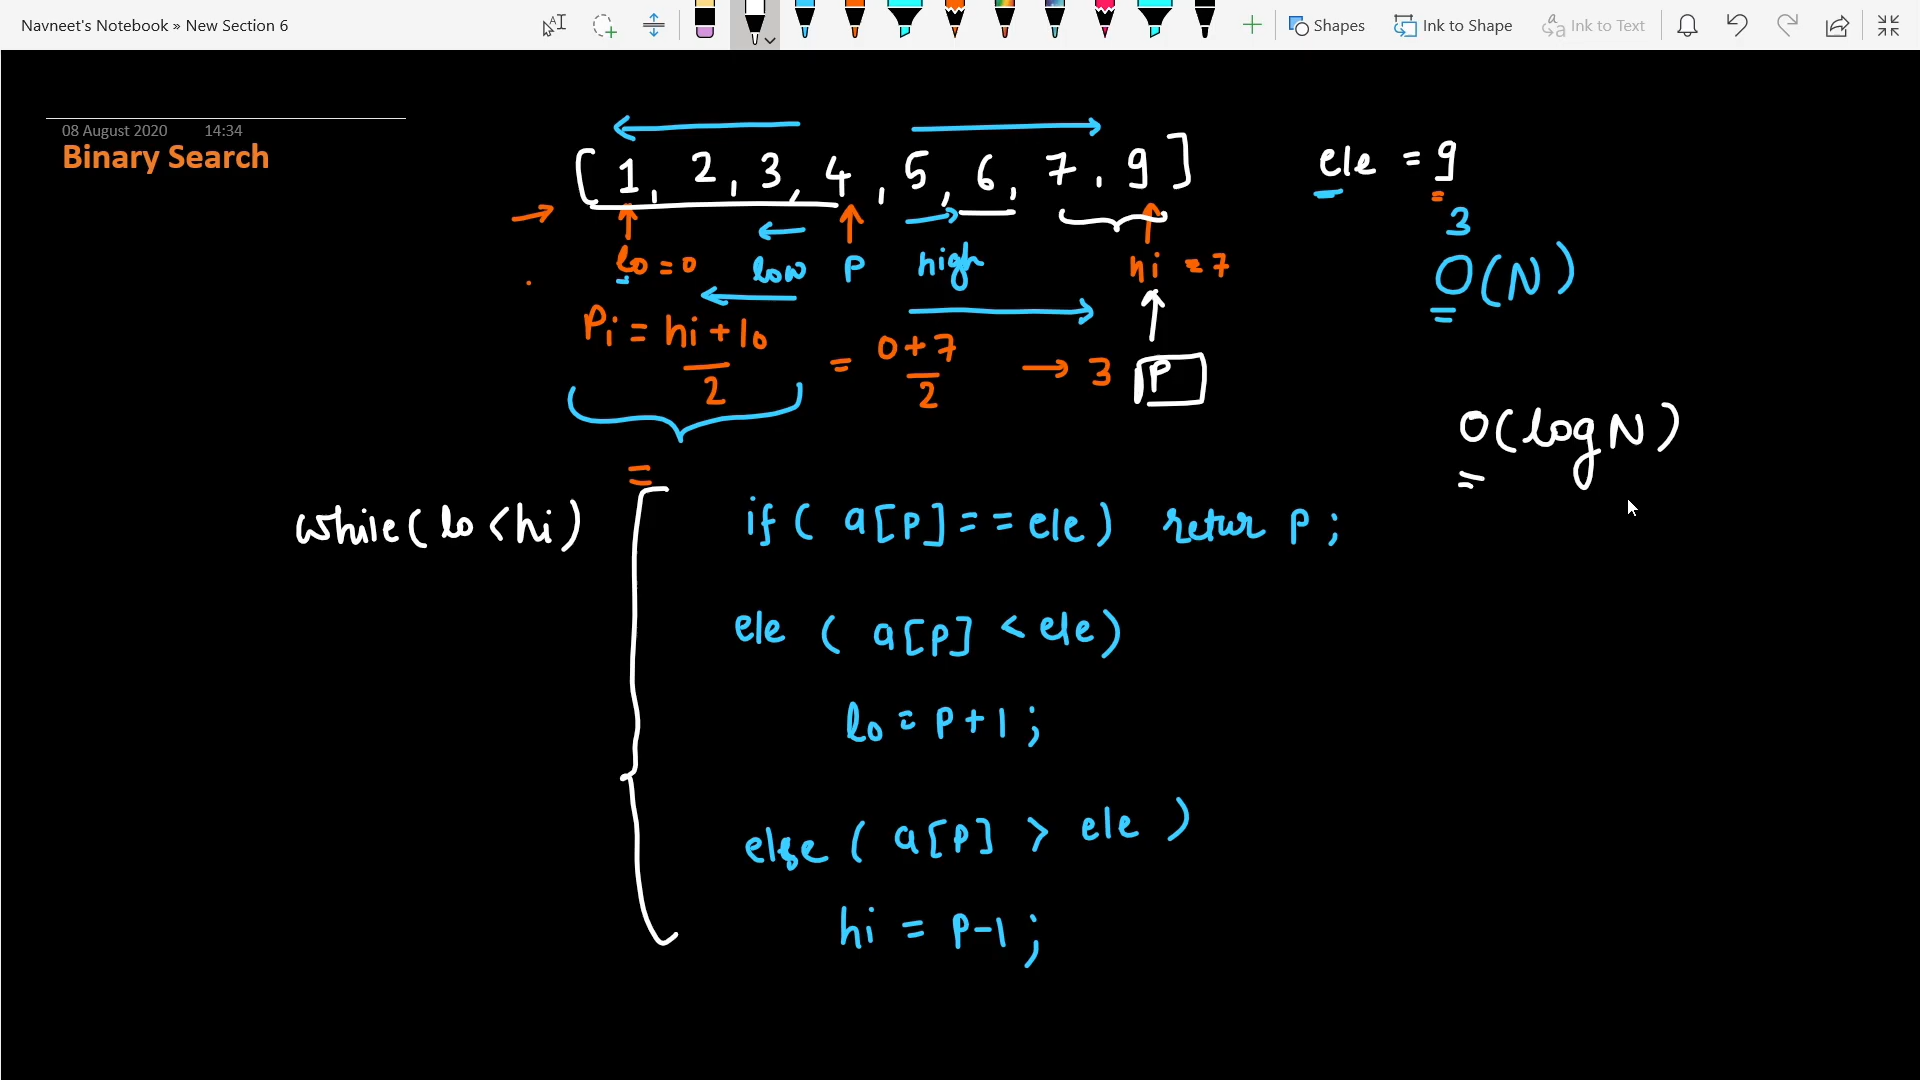 Navneet's Notebook » New Section 6
Shapes
Ink to Shape
Ink to Text
08 August 2020 14:34
Binary Search
[ 1, 2, 3, 4, 5, 6, 7, 9 ]
ele = 9
3
lo = 0 low P high hi = 7
O(N)
Pi = hi + lo / 2 = 0 + 7 / 2 → 3 P
O(log N)
while( lo < hi)
if ( a[P] == ele) retur P ;
ele ( a[P] < ele)
lo = P + 1 ;
else ( a[P] > ele )
hi = P - 1 ;